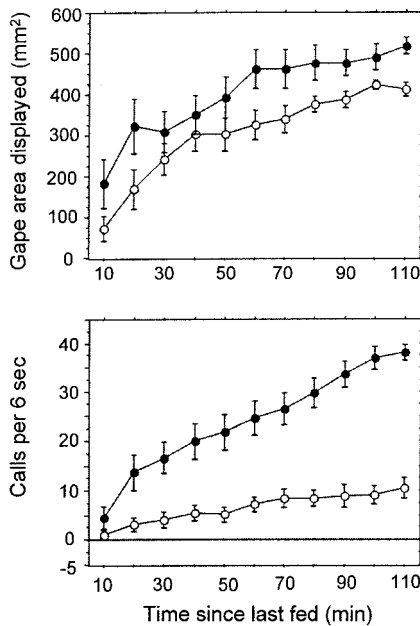 Gape area displayed (mm²)
600
500
400
300
200
100
0
10 30 50 70 90 110
Calls per 6 sec
40
30
20
10
0
-5
10 30 50 70 90 110
Time since last fed (min)